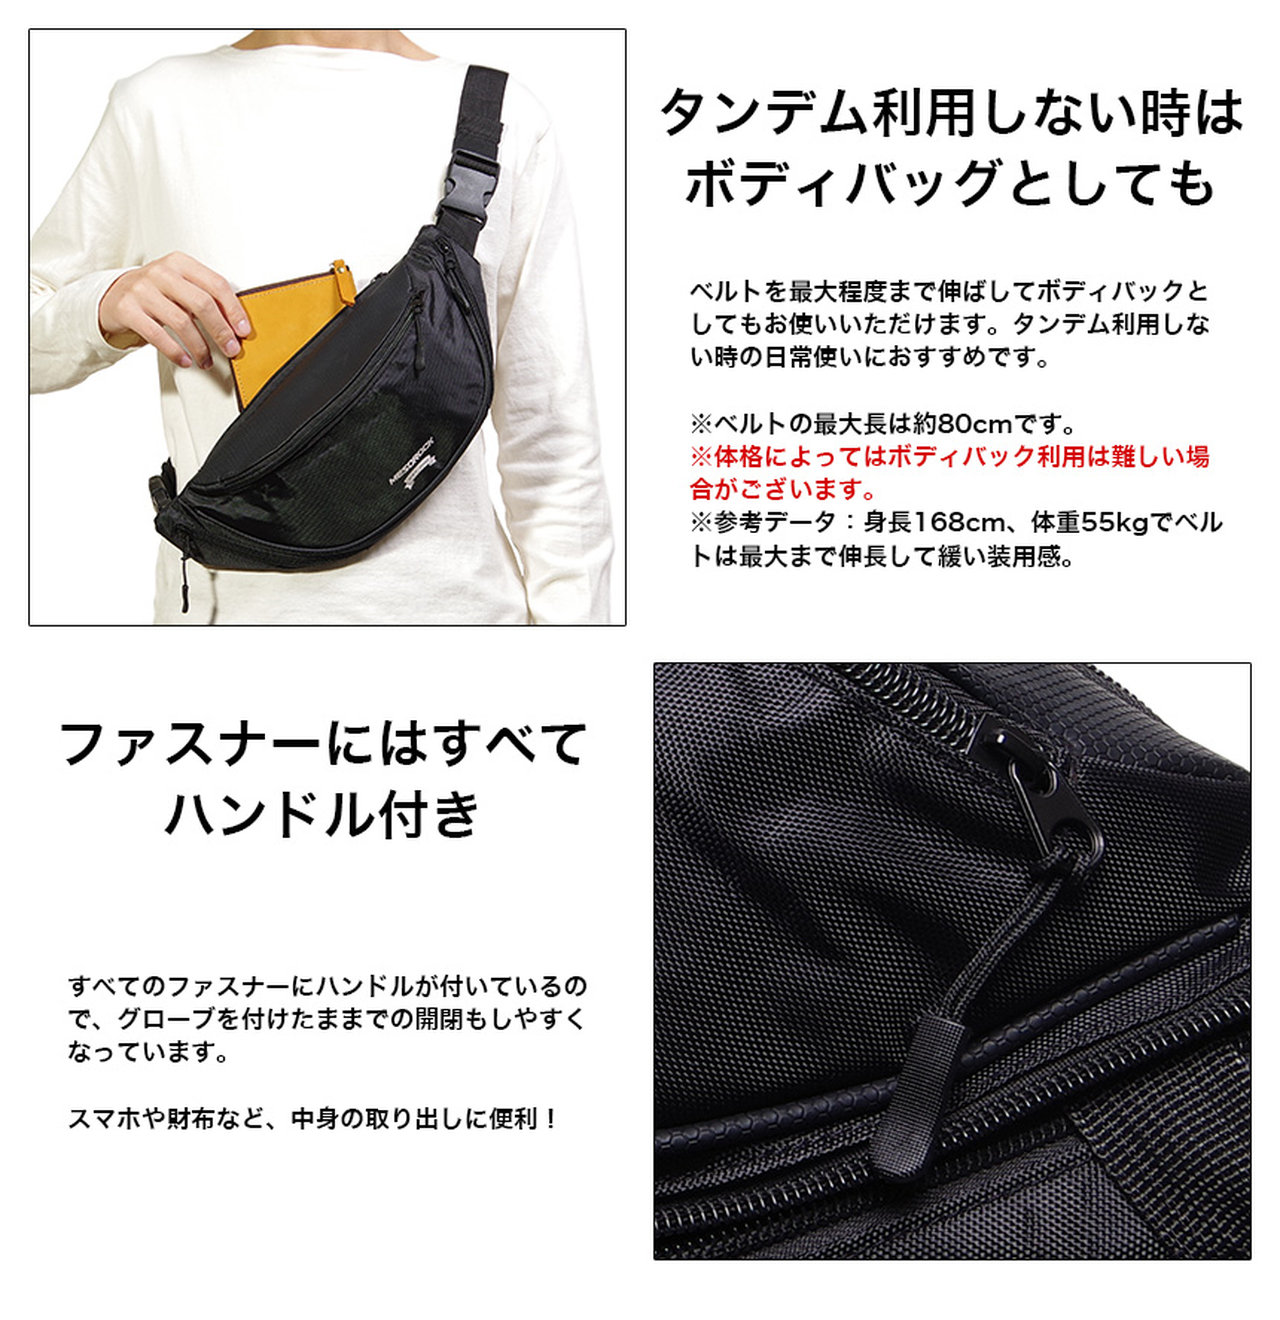 タンデム利用しない時は
ボディバッグとしても
ベルトを最大程度まで伸ばしてボディバックと
してもお使いいただけます。タンデム利用しな
い時の日常使いにおすすめです。
※ベルトの最大長は約80cmです。
※体格によってはボディバック利用は難しい場
合がございます。
※参考データ：身長168cm、体重55kgでベル
トは最大まで伸長して緩い装用感。
MESOROCK
ファスナーにはすべて
ハンドル付き
すべてのファスナーにハンドルが付いているの
で、グローブを付けたままでの開閉もしやすく
なっています。
スマホや財布など、中身の取り出しに便利！